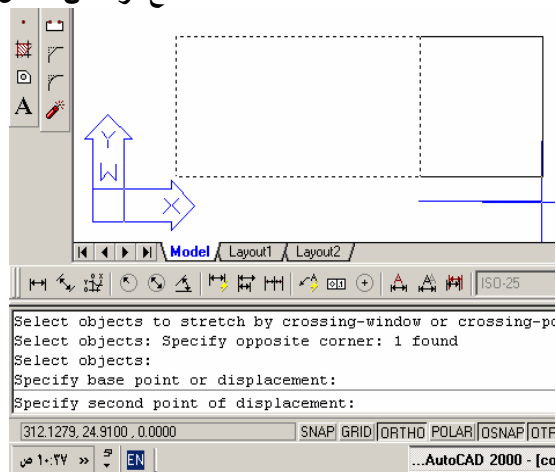 A
Y
W
X
Model Layout1 Layout2
ISO-25
Select objects to stretch by crossing-window or crossing-po
Select objects: Specify opposite corner: 1 found
Select objects:
Specify base point or displacement:
Specify second point of displacement:
312.1279, 24.9100 , 0.0000 SNAP GRID ORTHO POLAR OSNAP OTF
١٠:٣٧ ص » EN ...AutoCAD 2000 - [co